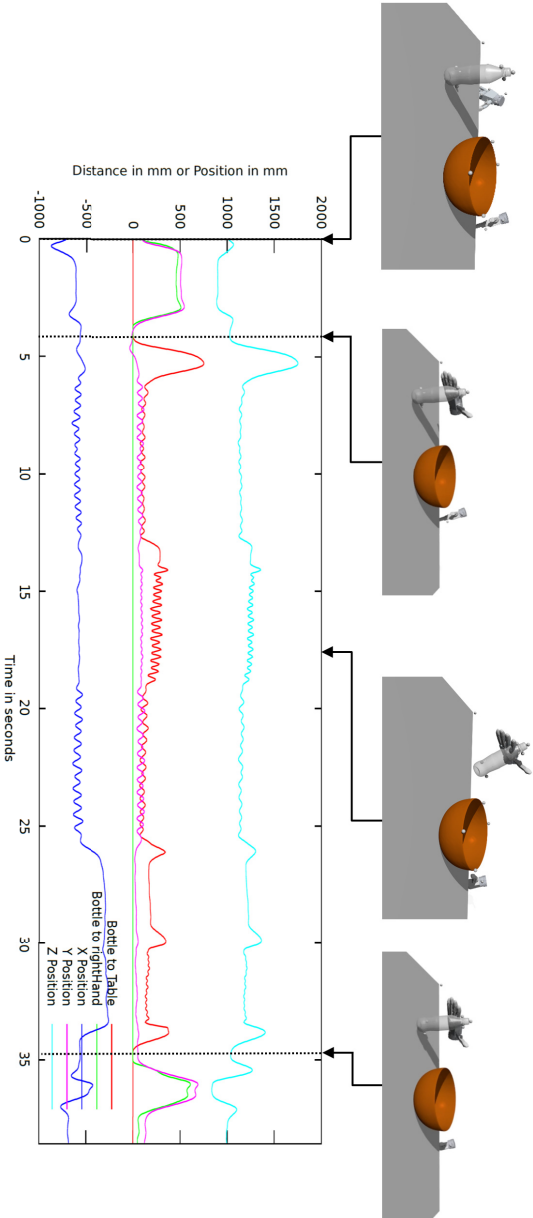 Distance in mm or Position in mm
-1000
-500
0
500
1000
1500
2000
0
5
10
15
20
25
30
35
Time in seconds
Bottle to Table
Bottle to rightHand
X Position
Y Position
Z Position